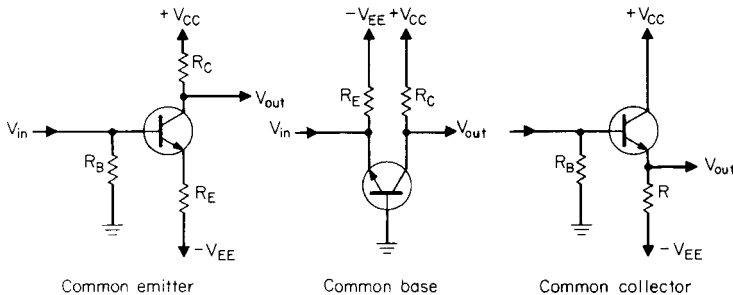 +VCC
RC
Vout
Vin
RB
RE
-VEE
Common emitter
-VEE +VCC
RE
RC
Vin
Vout
Common base
+VCC
RB
Vout
R
-VEE
Common collector